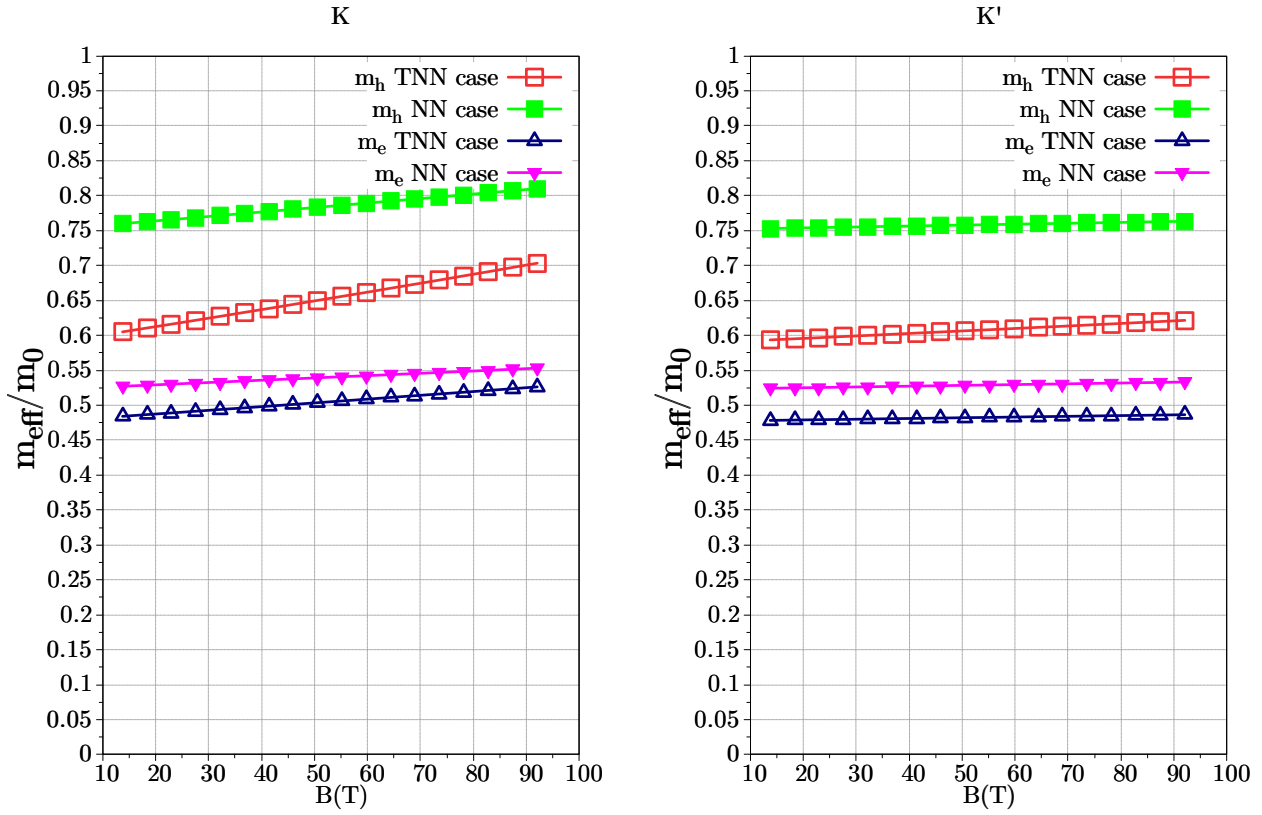 K
m_eff/m_0
1
0.95
0.9
0.85
0.8
0.75
0.7
0.65
0.6
0.55
0.5
0.45
0.4
0.35
0.3
0.25
0.2
0.15
0.1
0.05
0
10 20 30 40 50 60 70 80 90 100
B(T)
m_h TNN case
m_h NN case
m_e TNN case
m_e NN case
K'
m_eff/m_0
1
0.95
0.9
0.85
0.8
0.75
0.7
0.65
0.6
0.55
0.5
0.45
0.4
0.35
0.3
0.25
0.2
0.15
0.1
0.05
0
10 20 30 40 50 60 70 80 90 100
B(T)
m_h TNN case
m_h NN case
m_e TNN case
m_e NN case